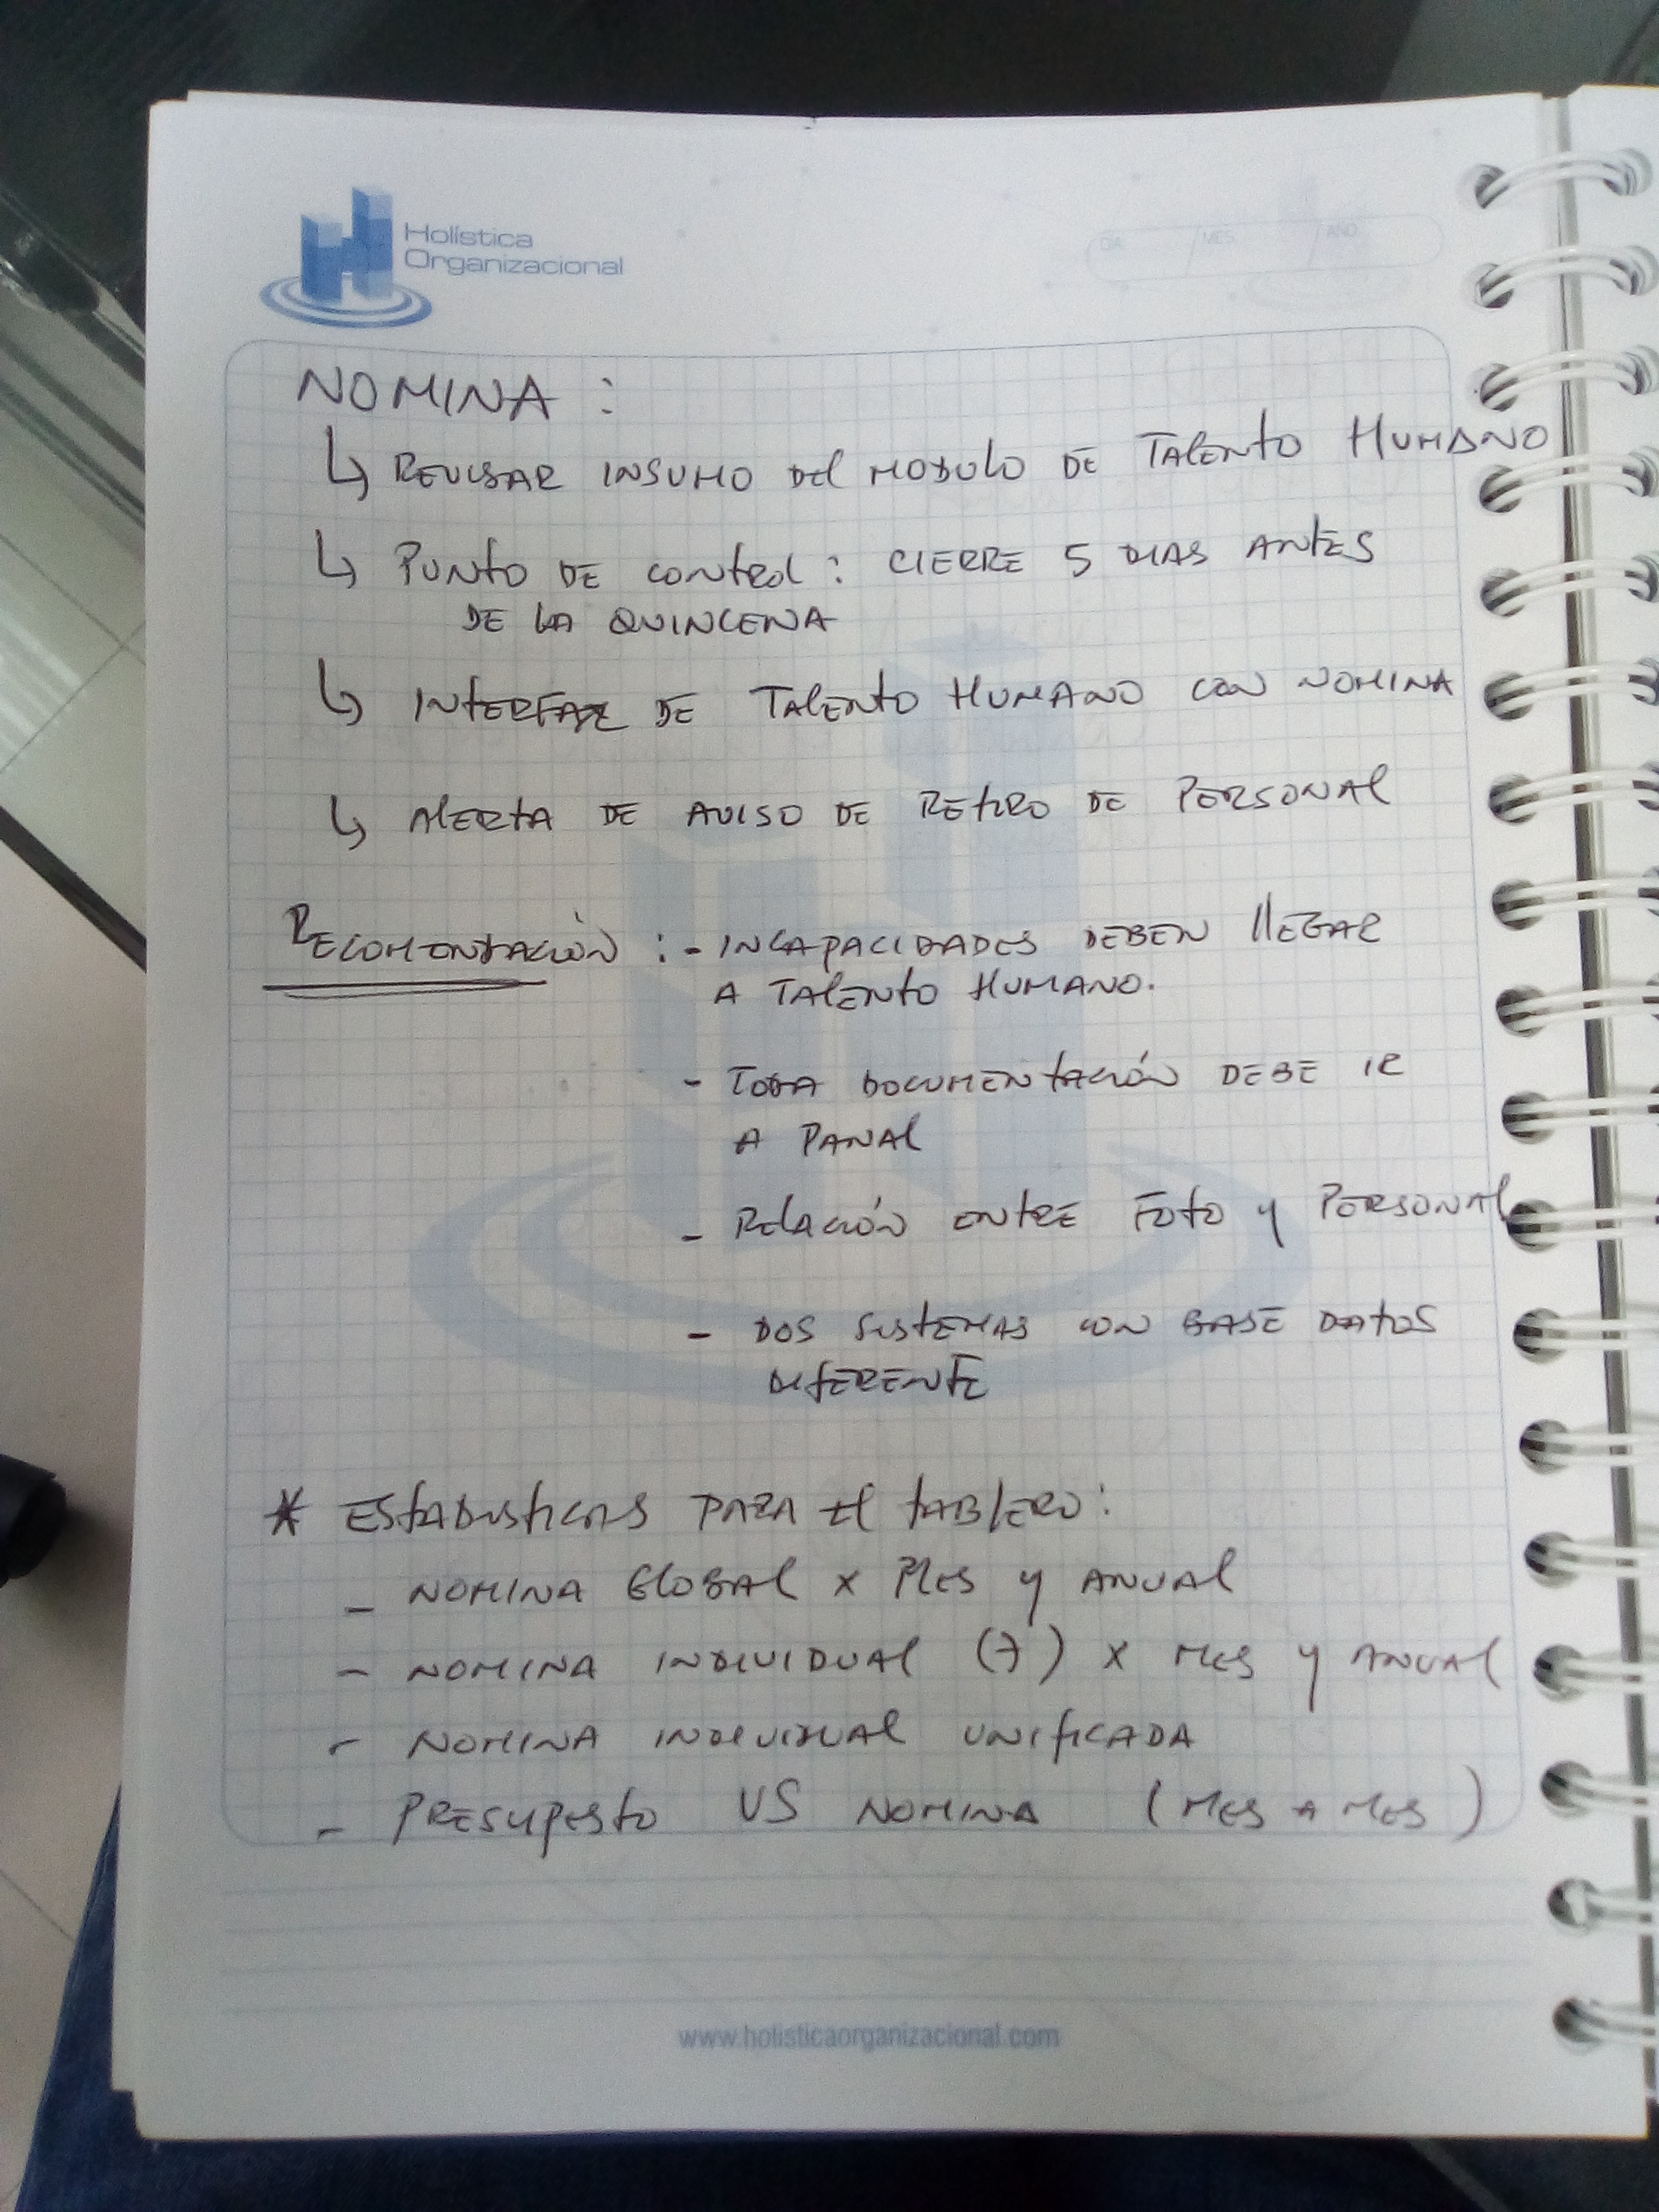 Holística
Organizacional
DIA / MES / AÑO
NOMINA :
↳ REVISAR INSUMO DEL MODULO DE TALENTO HUMANO
↳ PUNTO DE CONTROL : CIERRE 5 DIAS ANTES
DE LA QUINCENA
↳ INTERFAZ DE TALENTO HUMANO CON NOMINA
↳ ALERTA DE AVISO DE RETIRO DE PERSONAL
RECOMENDACIÓN : - INCAPACIDADES DEBEN LLEGAR
A TALENTO HUMANO.
- TODA DOCUMENTACIÓN DEBE IR
A PANAL
- RELACIÓN ENTRE FOTO Y PERSONAL
- DOS SISTEMAS CON BASE DATOS
DIFERENTE
* ESTADISTICAS PARA EL TABLERO :
- NOMINA GLOBAL X MES Y ANUAL
- NOMINA INDIVIDUAL (7) X MES Y ANUAL
- NOMINA INDIVIDUAL UNIFICADA
- PRESUPESTO VS NOMINA (MES A MES)
www.holisticaorganizacional.com